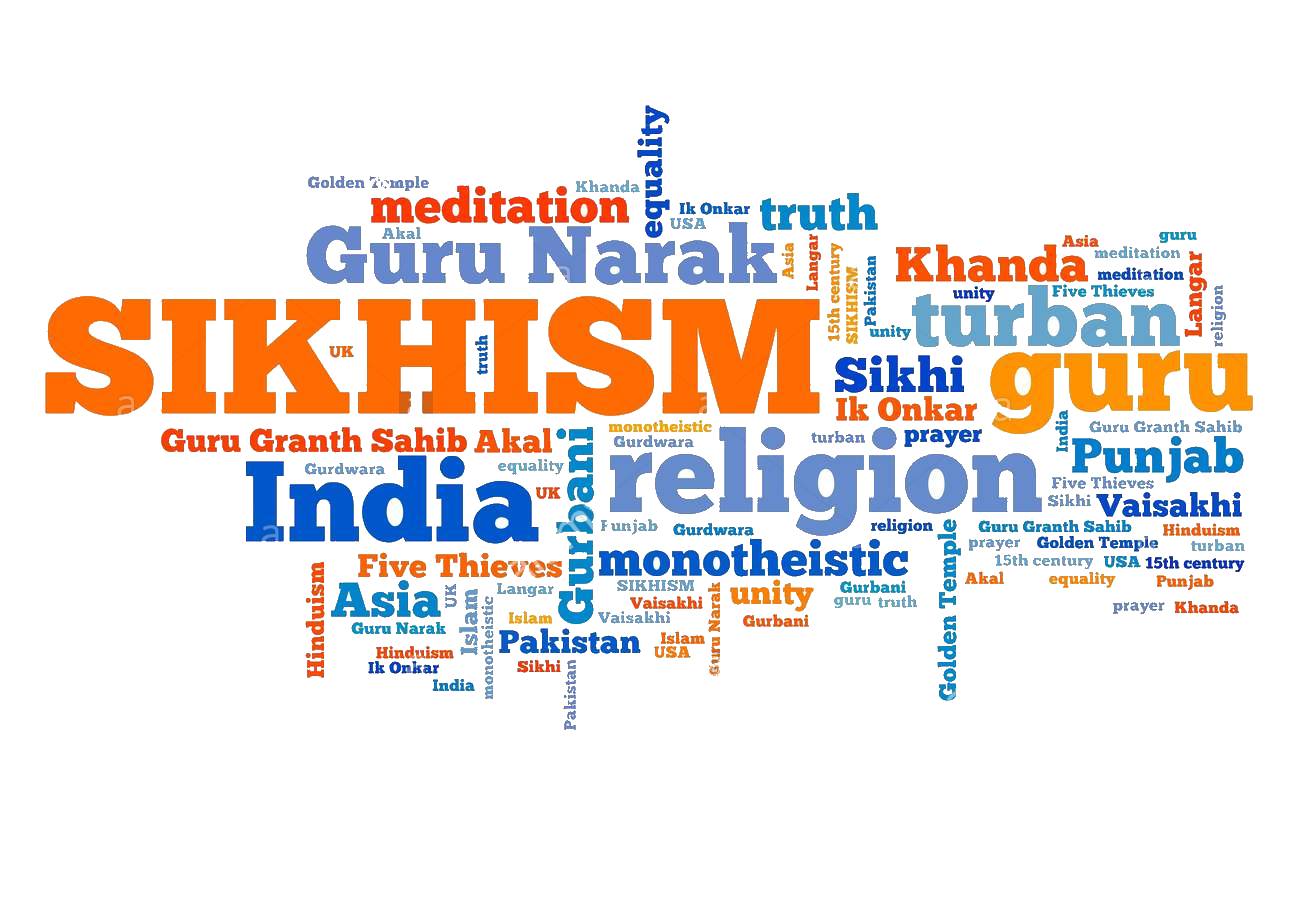 equality
Golden Temple
meditation
Khanda
Ik Onkar
USA
truth
Akal
Guru Narak
Asia
Langar
15th century
SIKHISM
Pakistan
unity
Khanda
Asia
guru
meditation
meditation
unity
Five Thieves
Langar
religion
turban
SIKHISM
UK
truth
Sikhi
guru
Ik Onkar
Guru Granth Sahib
Akal
monotheistic
Gurdwara
turban
prayer
India
Guru Granth Sahib
Punjab
Gurdwara
equality
India
UK
Gurbani
religion
Five Thieves
Sikhi
Vaisakhi
Punjab
Gurdwara
religion
Golden Temple
Guru Granth Sahib
Hinduism
prayer
Golden Temple
turban
15th century
USA
15th century
Akal
equality
Punjab
prayer
Khanda
Five Thieves
monotheistic
Hinduism
Asia
UK
Islam
monotheistic
Langar
SIKHISM
Vaisakhi
Guru Narak
unity
Gurbani
guru
truth
Islam
Vaisakhi
Gurbani
Guru Narak
Pakistan
Islam
USA
Hinduism
Ik Onkar
Sikhi
India
Pakistan